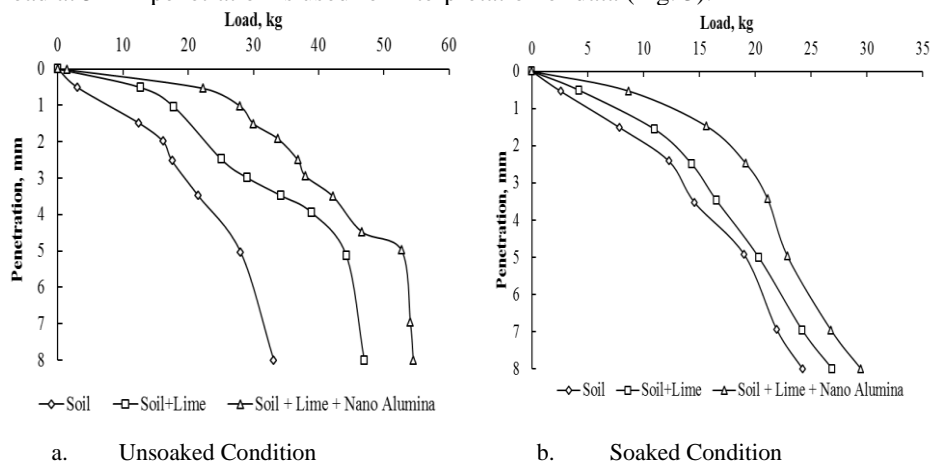 Load, kg
0 10 20 30 40 50 60
0
1
2
3
4
5
6
7
8
Penetration, mm
Soil Soil+Lime Soil + Lime + Nano Alumina
a. Unsoaked Condition
Load, kg
0 5 10 15 20 25 30 35
0
1
2
3
4
5
6
7
8
Penetration, mm
Soil Soil+Lime Soil + Lime + Nano Alumina
b. Soaked Condition